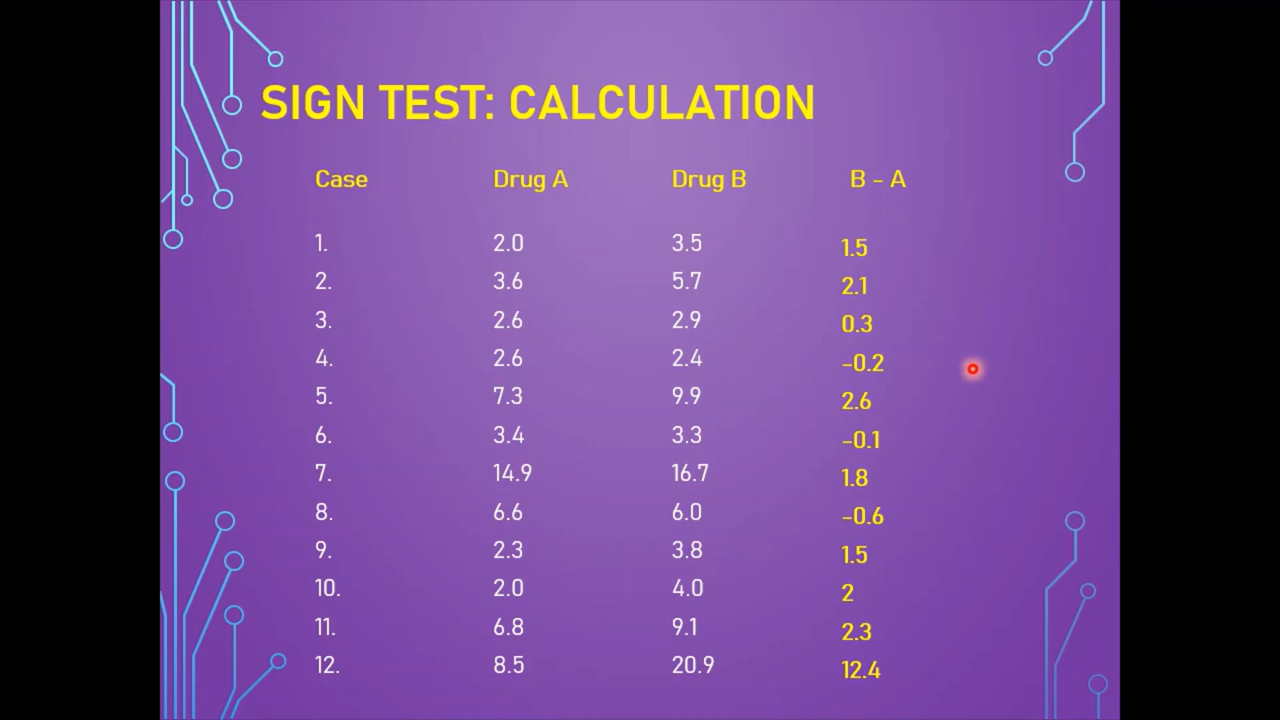 SIGN TEST: CALCULATION
Case Drug A Drug B B – A
1. 2.0 3.5 1.5
2. 3.6 5.7 2.1
3. 2.6 2.9 0.3
4. 2.6 2.4 –0.2
5. 7.3 9.9 2.6
6. 3.4 3.3 –0.1
7. 14.9 16.7 1.8
8. 6.6 6.0 –0.6
9. 2.3 3.8 1.5
10. 2.0 4.0 2
11. 6.8 9.1 2.3
12. 8.5 20.9 12.4